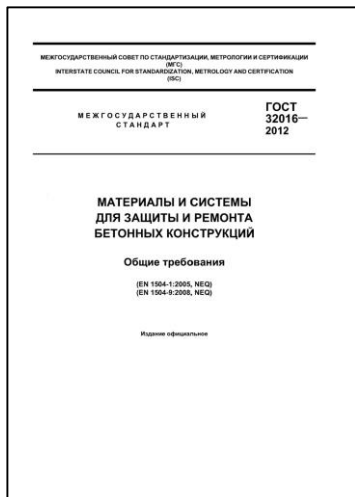 МЕЖГОСУДАРСТВЕННЫЙ СОВЕТ ПО СТАНДАРТИЗАЦИИ, МЕТРОЛОГИИ И СЕРТИФИКАЦИИ
(МГС)
INTERSTATE COUNCIL FOR STANDARDIZATION, METROLOGY AND CERTIFICATION
(ISC)
МЕЖГОСУДАРСТВЕННЫЙ
СТАНДАРТ
ГОСТ
32016—
2012
МАТЕРИАЛЫ И СИСТЕМЫ
ДЛЯ ЗАЩИТЫ И РЕМОНТА
БЕТОННЫХ КОНСТРУКЦИЙ
Общие требования
(EN 1504-1:2005, NEQ)
(EN 1504-9:2008, NEQ)
Издание официальное